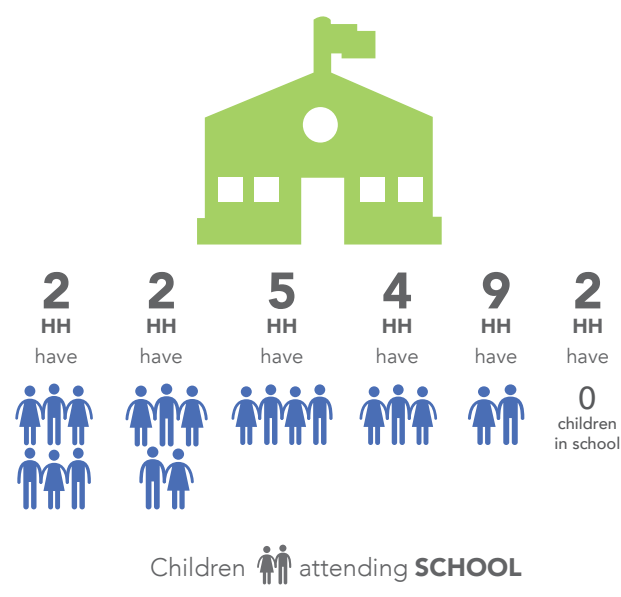 2 2 5 4 9 2
HH HH HH HH HH HH
have have have have have have
0
children
in school
Children attending SCHOOL